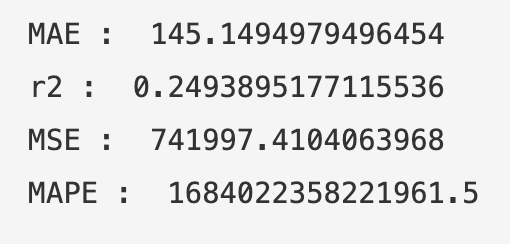 MAE :  145.1494979496454
r2 :  0.2493895177115536
MSE :  741997.4104063968
MAPE :  1684022358221961.5